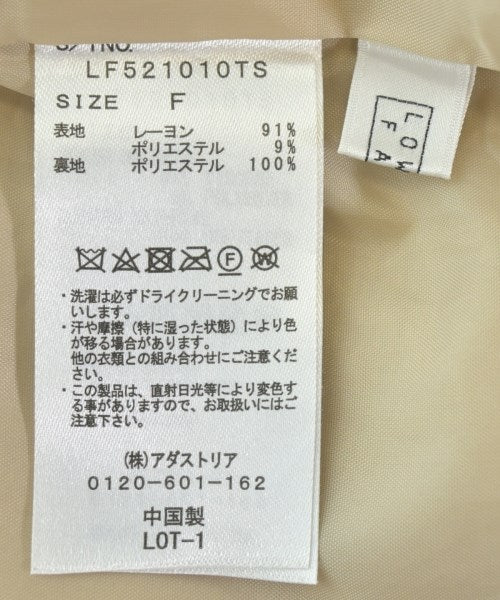 LF521010TS
SIZE F
表地 レーヨン 91%
ポリエステル 9%
裏地 ポリエステル 100%
F
W
・洗濯は必ずドライクリーニングでお願
いします。
・汗や摩擦（特に湿った状態）により色
が移る場合があります。
他の衣類との組み合わせにご注意くだ
さい。
・この製品は、直射日光等により変色す
る事がありますので、お取扱いにはご
注意下さい。
(株)アダストリア
0120-601-162
中国製
LOT-1
LOW
FA